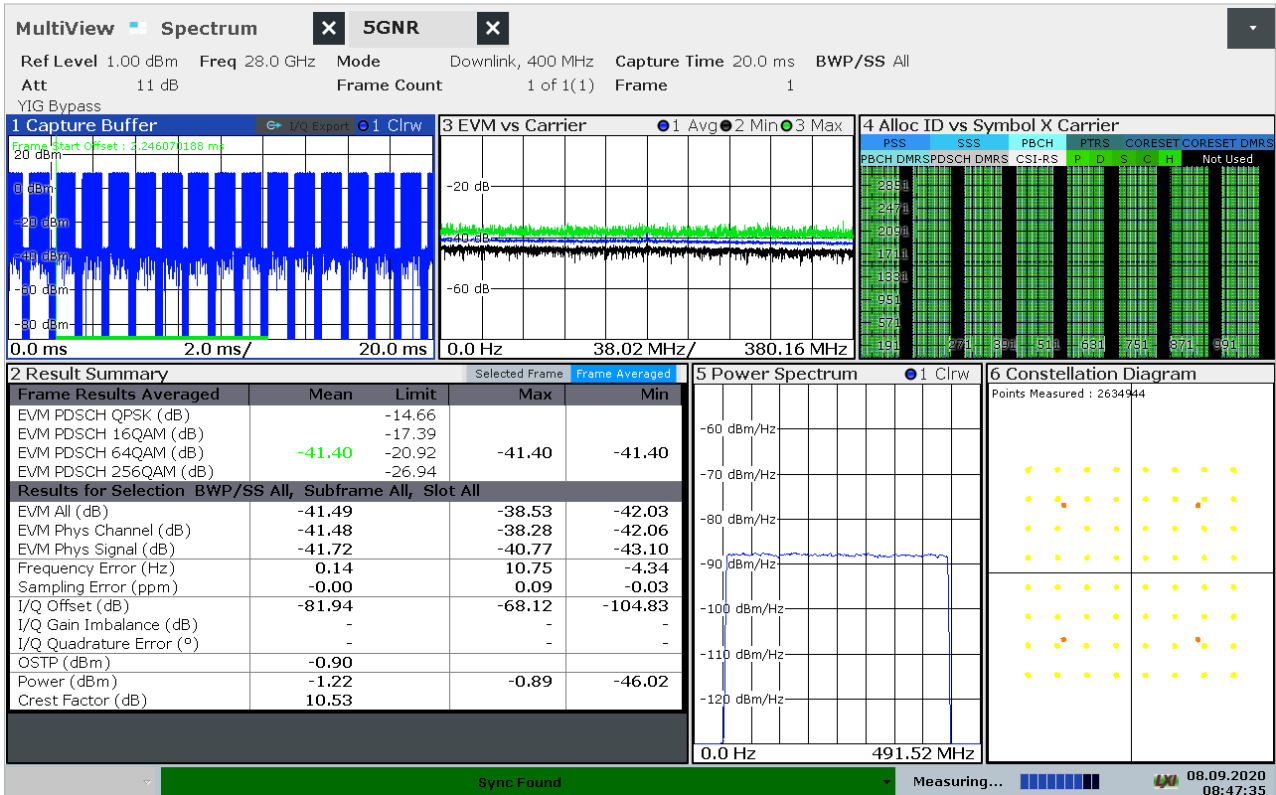 MultiView Spectrum X 5GNR X
Ref Level 1.00 dBm Freq 28.0 GHz Mode Downlink, 400 MHz Capture Time 20.0 ms BWP/SS All
Att 11 dB Frame Count 1 of 1(1) Frame 1
YIG Bypass
1 Capture Buffer I/Q Export 1 Clrw
Frame Start Offset : 2.246070188 ms
20 dBm
0 dBm
-20 dBm
-40 dBm
-60 dBm
-80 dBm
0.0 ms 2.0 ms/ 20.0 ms
3 EVM vs Carrier 1 Avg 2 Min 3 Max
-20 dB
-40 dB
-60 dB
0.0 Hz 38.02 MHz/ 380.16 MHz
4 Alloc ID vs Symbol X Carrier
PSS SSS PBCH PTRS CORESET CORESET DMRS
PBCH DMRS PDSCH DMRS CSI-RS P D S C H Not Used
2851
2471
2091
1711
1331
951
571
191 271 391 511 631 751 871 991
2 Result Summary Selected Frame Frame Averaged
Frame Results Averaged Mean Limit Max Min
EVM PDSCH QPSK (dB) -14.66
EVM PDSCH 16QAM (dB) -17.39
EVM PDSCH 64QAM (dB) -41.40 -20.92 -41.40 -41.40
EVM PDSCH 256QAM (dB) -26.94
Results for Selection BWP/SS All, Subframe All, Slot All
EVM All (dB) -41.49 -38.53 -42.03
EVM Phys Channel (dB) -41.48 -38.28 -42.06
EVM Phys Signal (dB) -41.72 -40.77 -43.10
Frequency Error (Hz) 0.14 10.75 -4.34
Sampling Error (ppm) -0.00 0.09 -0.03
I/Q Offset (dB) -81.94 -68.12 -104.83
I/Q Gain Imbalance (dB) - - -
I/Q Quadrature Error (º) - - -
OSTP (dBm) -0.90
Power (dBm) -1.22 -0.89 -46.02
Crest Factor (dB) 10.53
5 Power Spectrum 1 Clrw
-60 dBm/Hz
-70 dBm/Hz
-80 dBm/Hz
-90 dBm/Hz
-100 dBm/Hz
-110 dBm/Hz
-120 dBm/Hz
0.0 Hz 491.52 MHz
6 Constellation Diagram
Points Measured : 2634944
Sync Found Measuring... LXI 08.09.2020
08:47:35